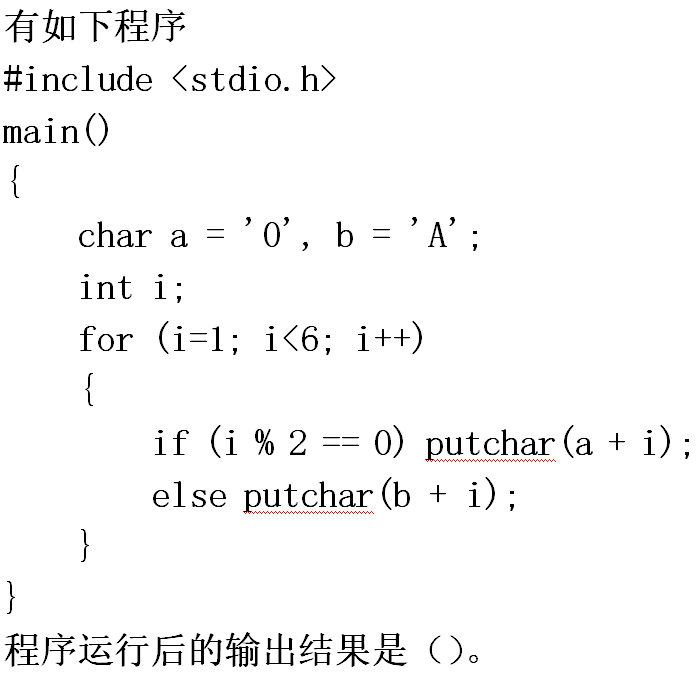 有如下程序
#include <stdio.h>
main()
{
    char a = '0', b = 'A';
    int i;
    for (i=1; i<6; i++)
    {
        if (i % 2 == 0) putchar(a + i);
        else putchar(b + i);
    }
}
程序运行后的输出结果是（）。